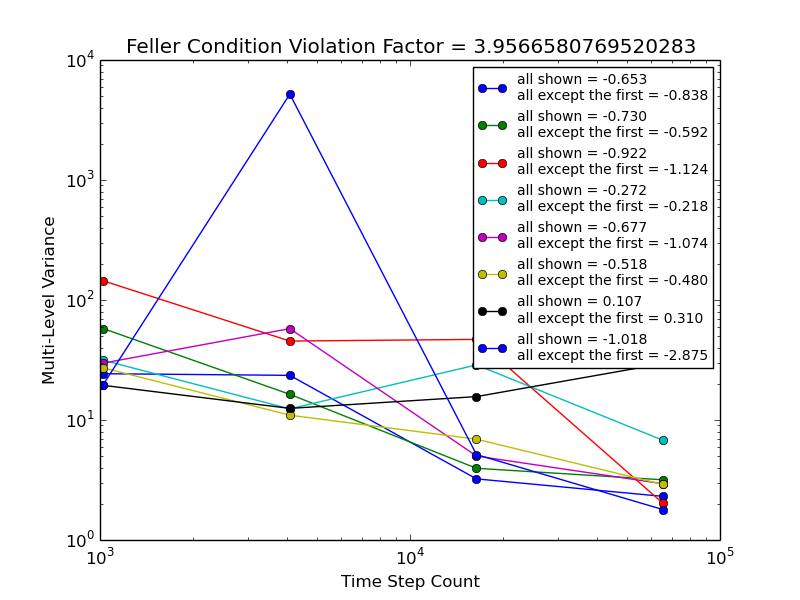 Feller Condition Violation Factor = 3.9566580769520283
10^4
10^3
10^2
10^1
10^0
Multi-Level Variance
all shown = -0.653
all except the first = -0.838
all shown = -0.730
all except the first = -0.592
all shown = -0.922
all except the first = -1.124
all shown = -0.272
all except the first = -0.218
all shown = -0.677
all except the first = -1.074
all shown = -0.518
all except the first = -0.480
all shown = 0.107
all except the first = 0.310
all shown = -1.018
all except the first = -2.875
10^3
10^4
10^5
Time Step Count